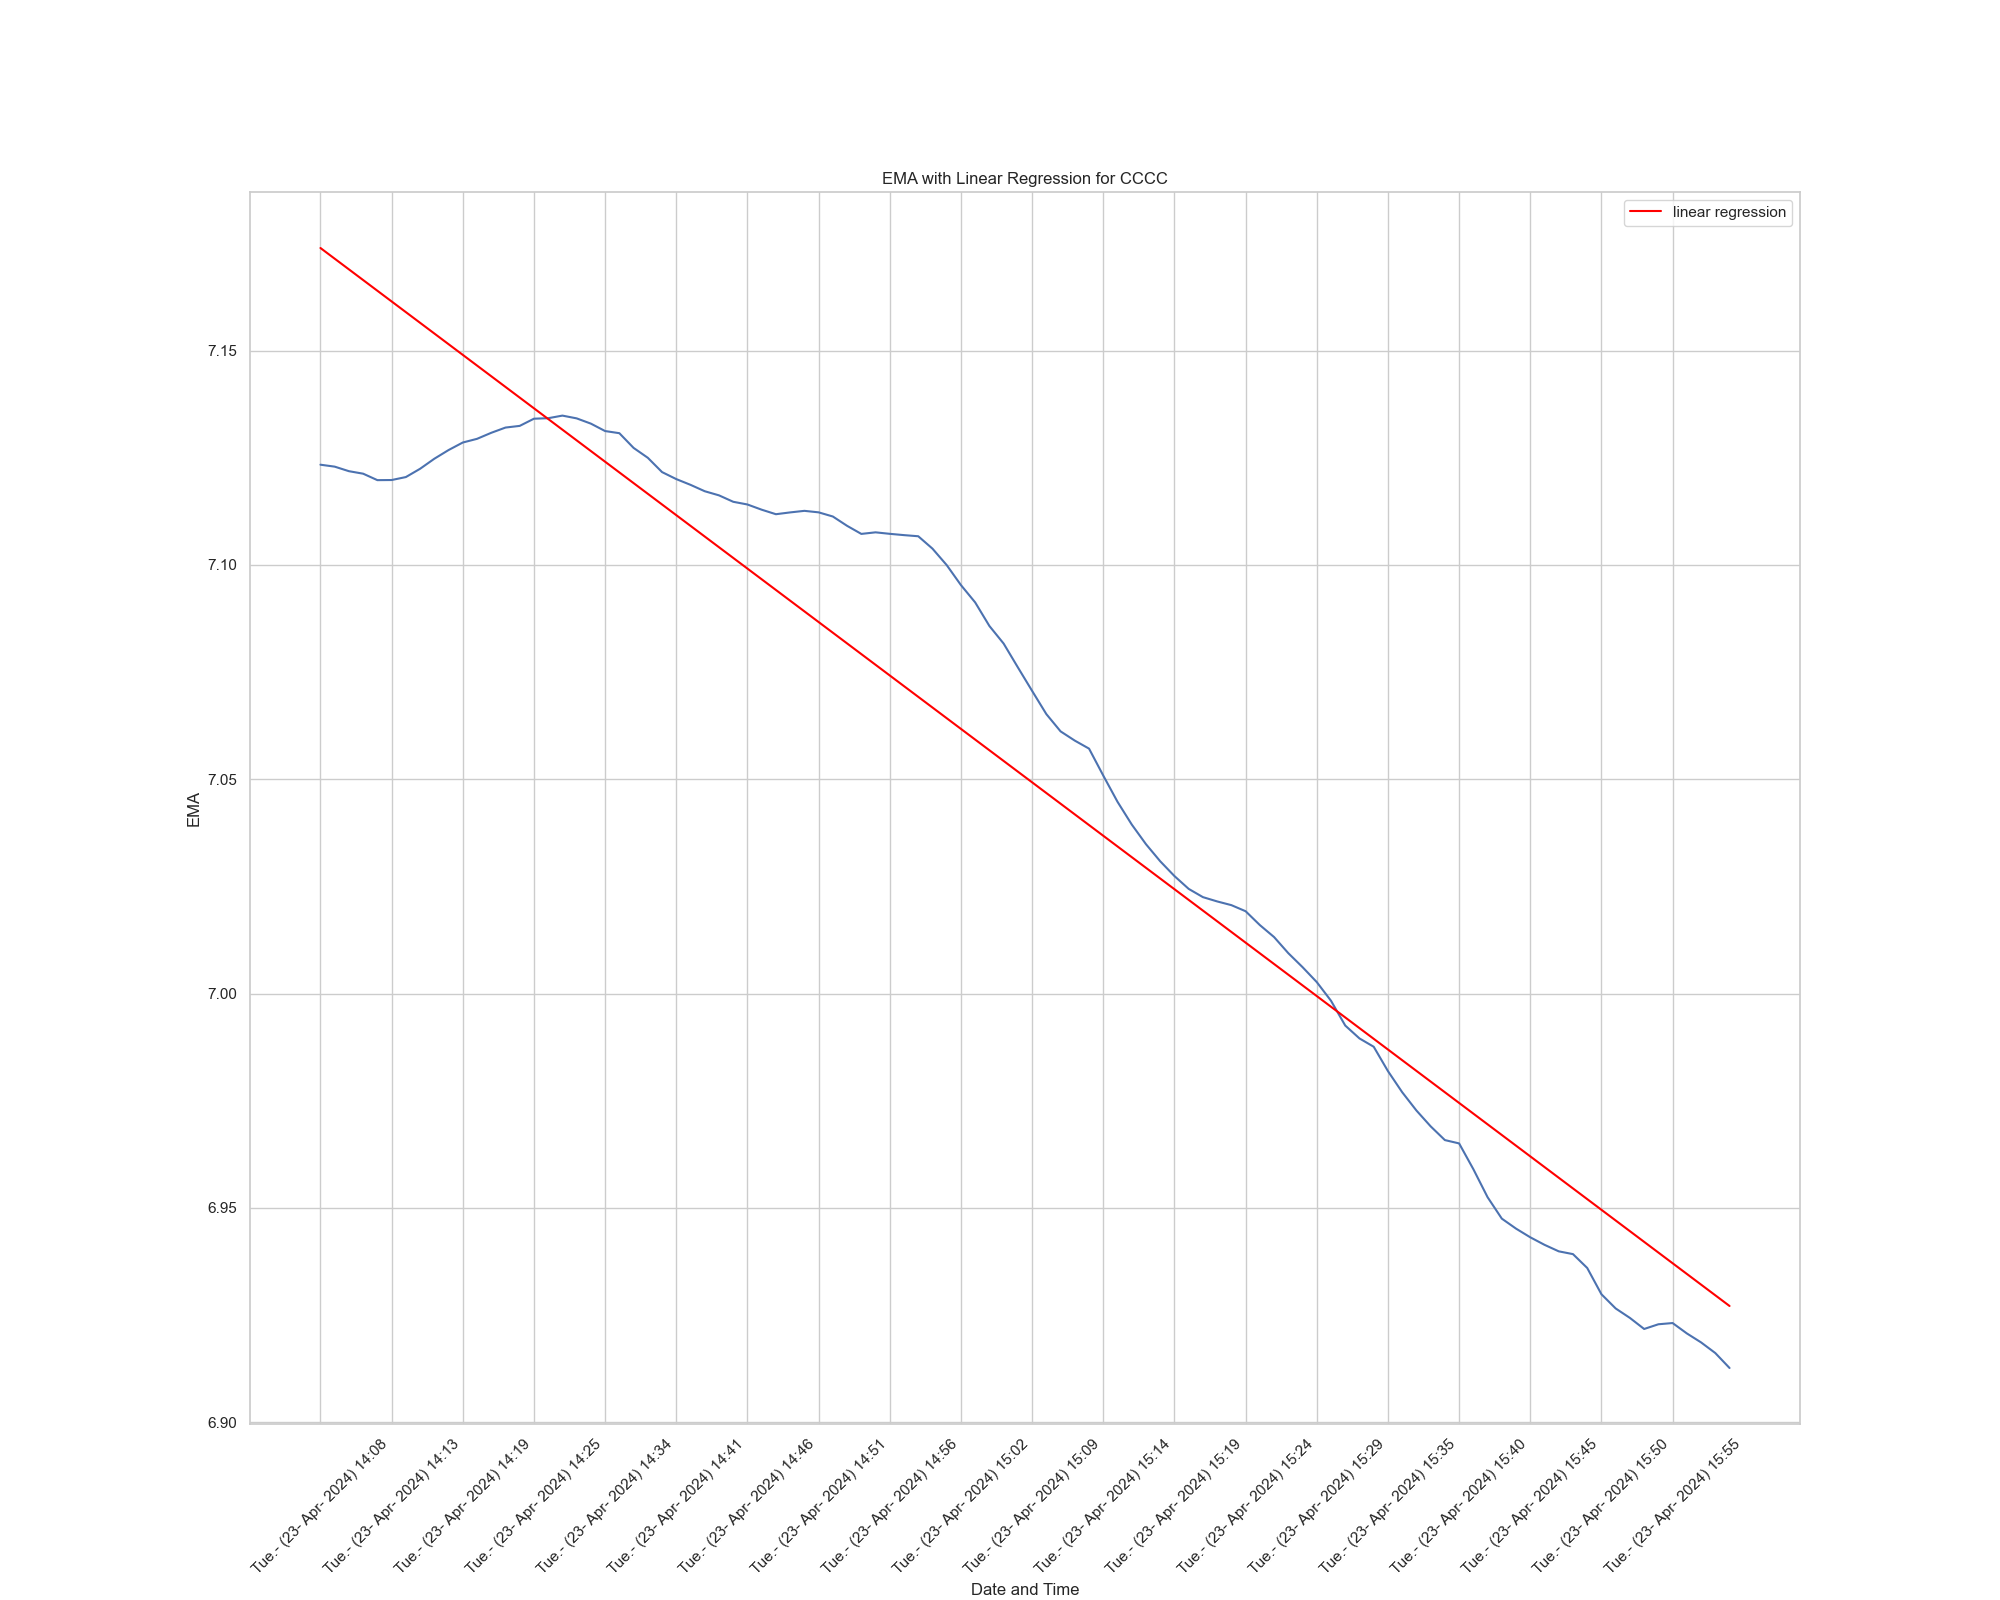 EMA with Linear Regression for CCCC
linear regression
7.15
7.10
7.05
7.00
6.95
6.90
EMA
Tue.- (23- Apr- 2024) 14:08
Tue.- (23- Apr- 2024) 14:13
Tue.- (23- Apr- 2024) 14:19
Tue.- (23- Apr- 2024) 14:25
Tue.- (23- Apr- 2024) 14:34
Tue.- (23- Apr- 2024) 14:41
Tue.- (23- Apr- 2024) 14:46
Tue.- (23- Apr- 2024) 14:51
Tue.- (23- Apr- 2024) 14:56
Tue.- (23- Apr- 2024) 15:02
Tue.- (23- Apr- 2024) 15:09
Tue.- (23- Apr- 2024) 15:14
Tue.- (23- Apr- 2024) 15:19
Tue.- (23- Apr- 2024) 15:24
Tue.- (23- Apr- 2024) 15:29
Tue.- (23- Apr- 2024) 15:35
Tue.- (23- Apr- 2024) 15:40
Tue.- (23- Apr- 2024) 15:45
Tue.- (23- Apr- 2024) 15:50
Tue.- (23- Apr- 2024) 15:55
Date and Time